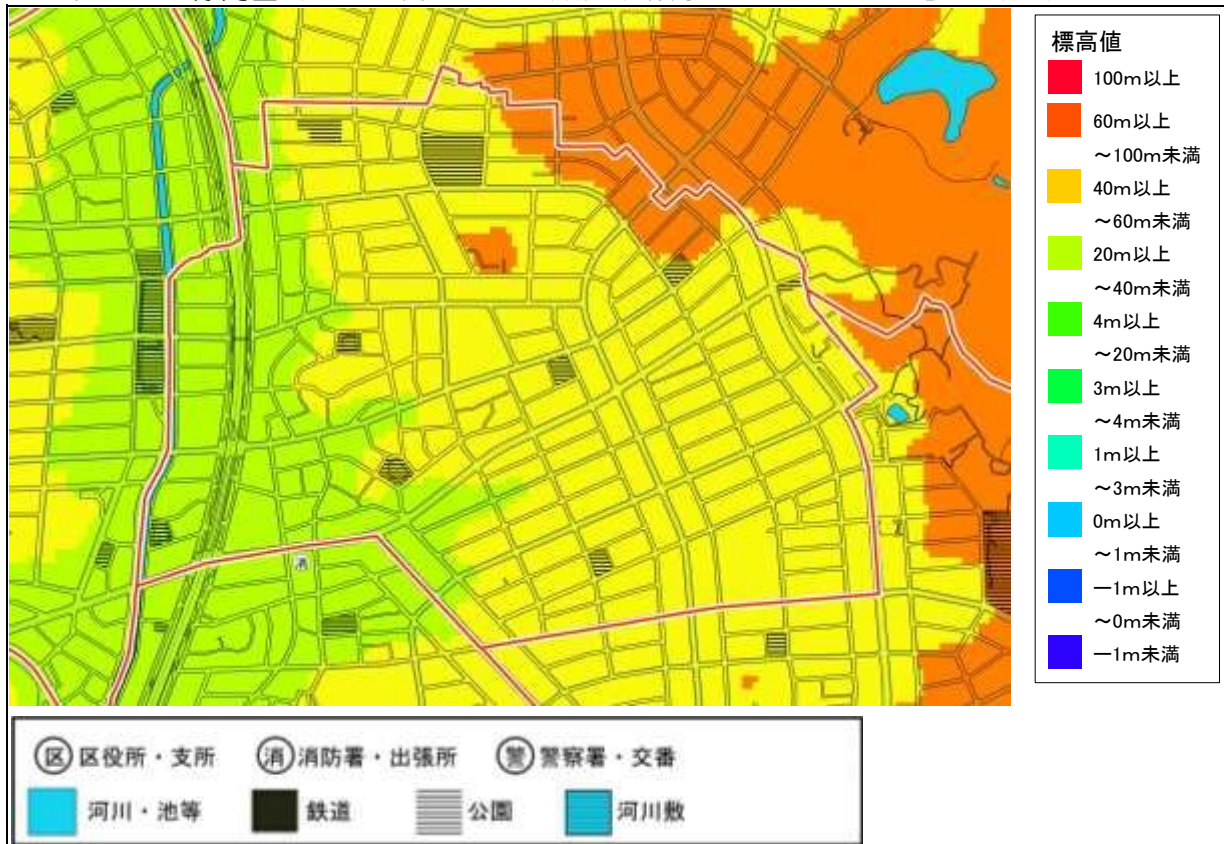 標高値
100m以上
60m以上
～100m未満
40m以上
～60m未満
20m以上
～40m未満
4m以上
～20m未満
3m以上
～4m未満
1m以上
～3m未満
0m以上
～1m未満
－1m以上
～0m未満
－1m未満
消
区 区役所・支所 消 消防署・出張所 警 警察署・交番
河川・池等 鉄道 公園 河川敷